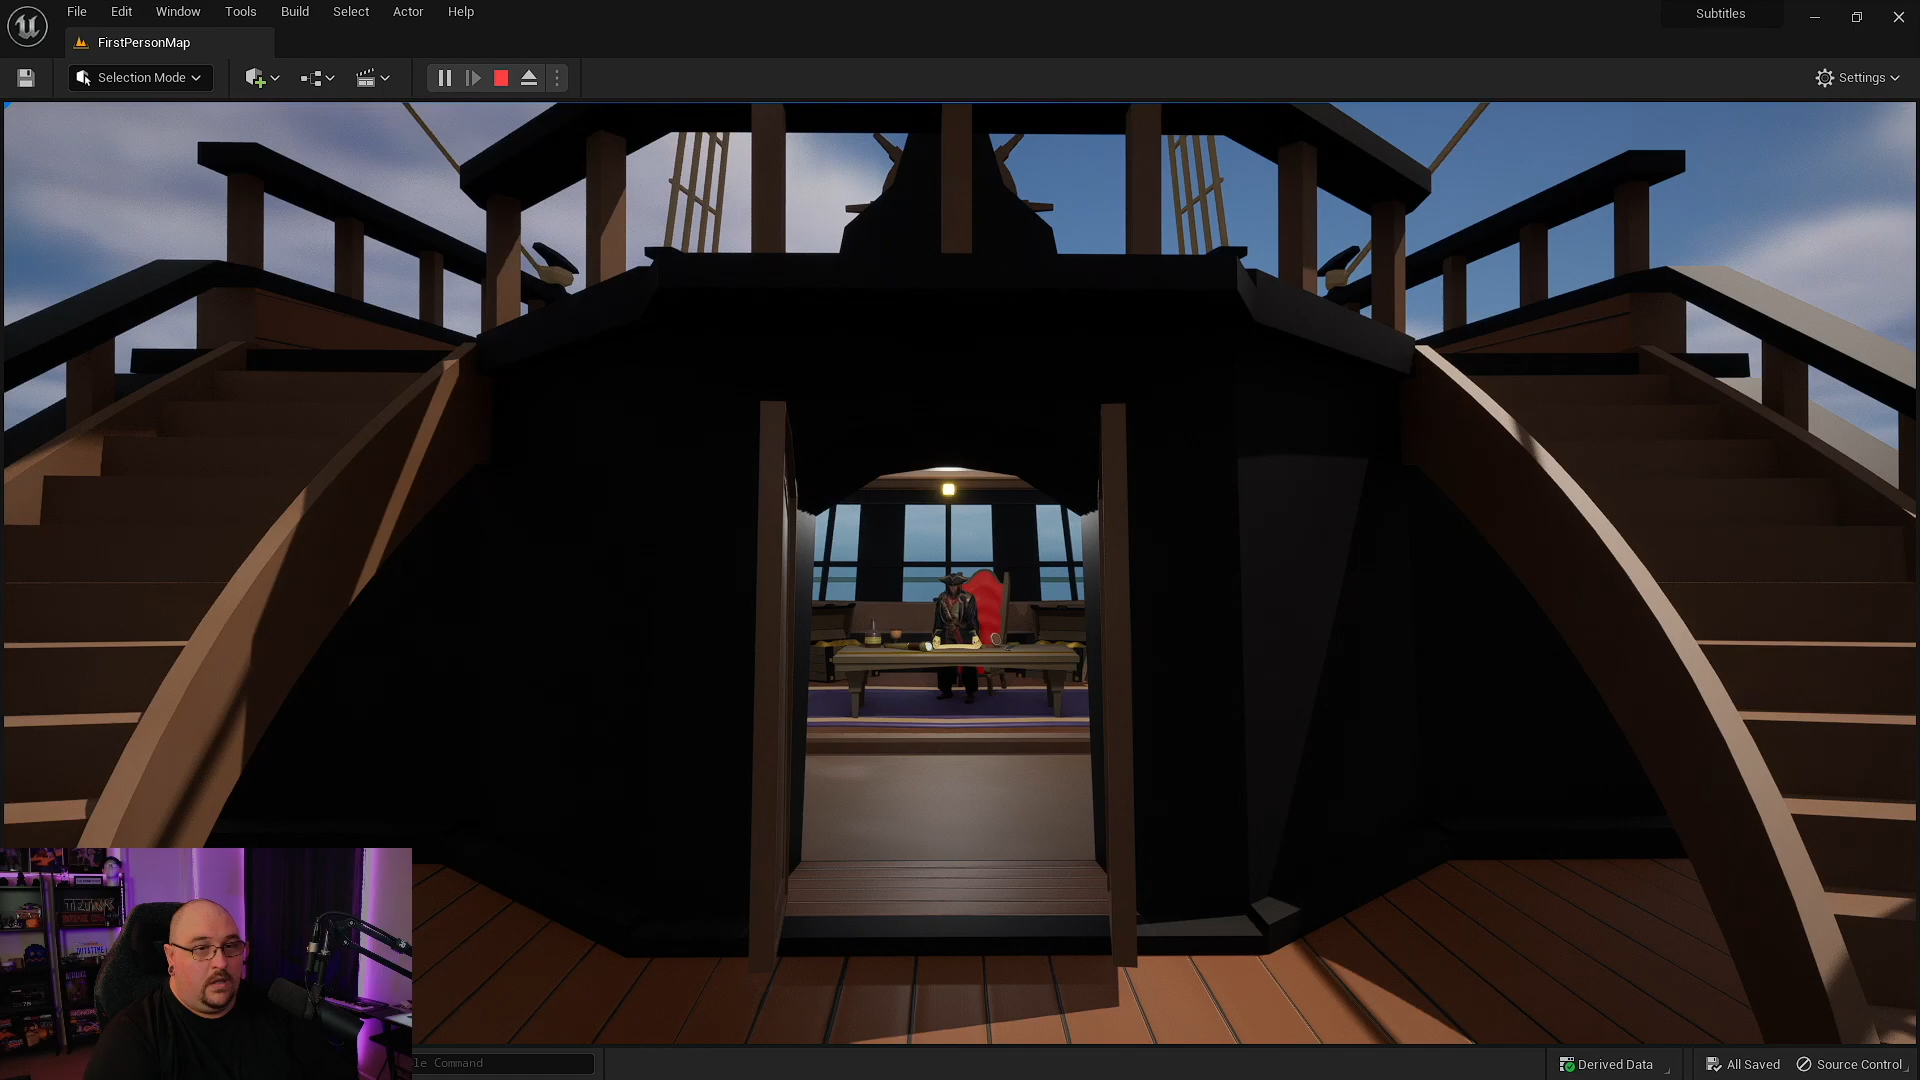 File Edit Window Tools Build Select Actor Help
Subtitles
FirstPersonMap
Selection Mode
Settings
le Command
Derived Data
All Saved
Source Control